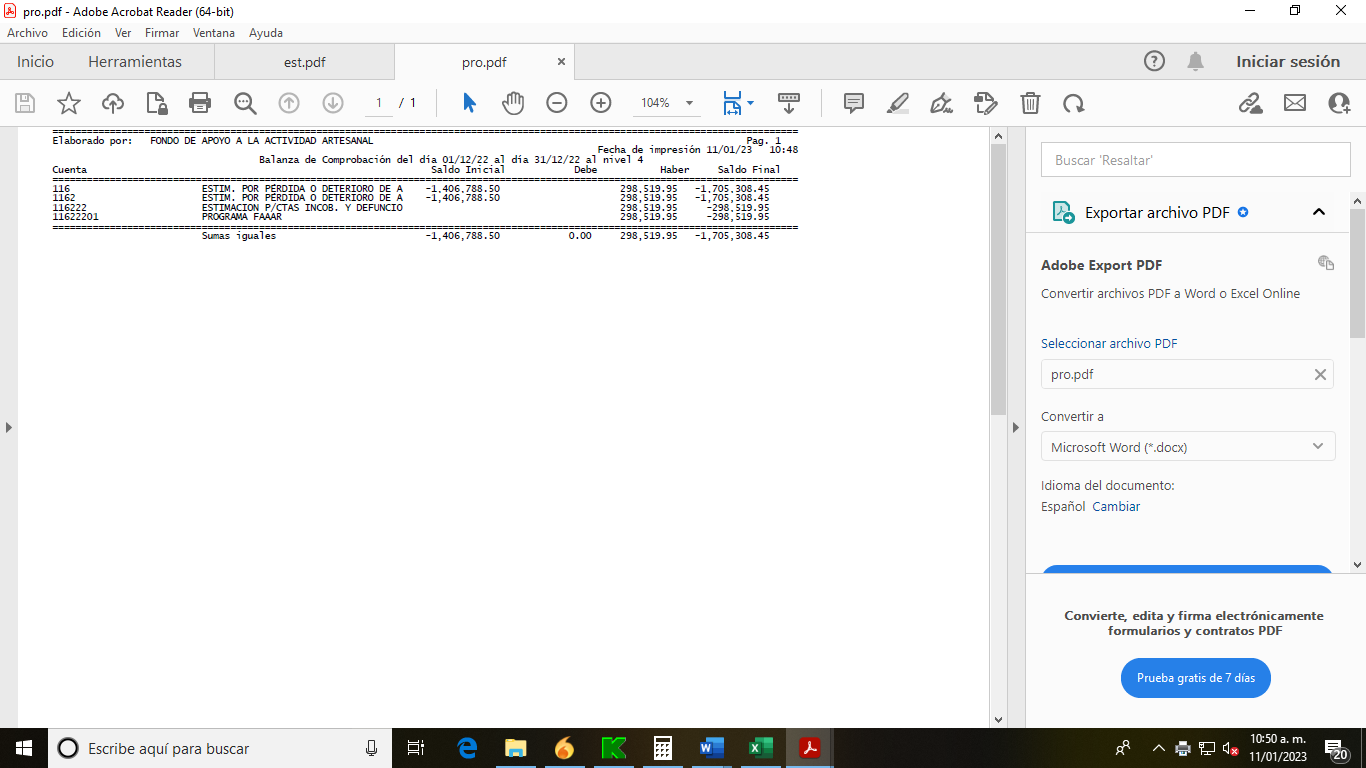 pro.pdf - Adobe Acrobat Reader (64-bit)
Archivo Edición Ver Firmar Ventana Ayuda
Inicio Herramientas est.pdf pro.pdf Iniciar sesión
1 / 1 104%
Elaborado por: FONDO DE APOYO A LA ACTIVIDAD ARTESANAL Pag. 1
Fecha de impresión 11/01/23 10:48
Balanza de Comprobación del día 01/12/22 al día 31/12/22 al nivel 4
Cuenta Saldo Inicial Debe Haber Saldo Final
116 ESTIM. POR PÉRDIDA O DETERIORO DE A -1,406,788.50 298,519.95 -1,705,308.45
1162 ESTIM. POR PÉRDIDA O DETERIORO DE A -1,406,788.50 298,519.95 -1,705,308.45
116222 ESTIMACION P/CTAS INCOB. Y DEFUNCIO 298,519.95 -298,519.95
11622201 PROGRAMA FAAAR 298,519.95 -298,519.95
Sumas iguales -1,406,788.50 0.00 298,519.95 -1,705,308.45
Buscar 'Resaltar'
Exportar archivo PDF
Adobe Export PDF
Convertir archivos PDF a Word o Excel Online
Seleccionar archivo PDF
pro.pdf
Convertir a
Microsoft Word (*.docx)
Idioma del documento:
Español Cambiar
Convierte, edita y firma electrónicamente
formularios y contratos PDF
Prueba gratis de 7 días
Escribe aquí para buscar
10:50 a. m.
11/01/2023
20